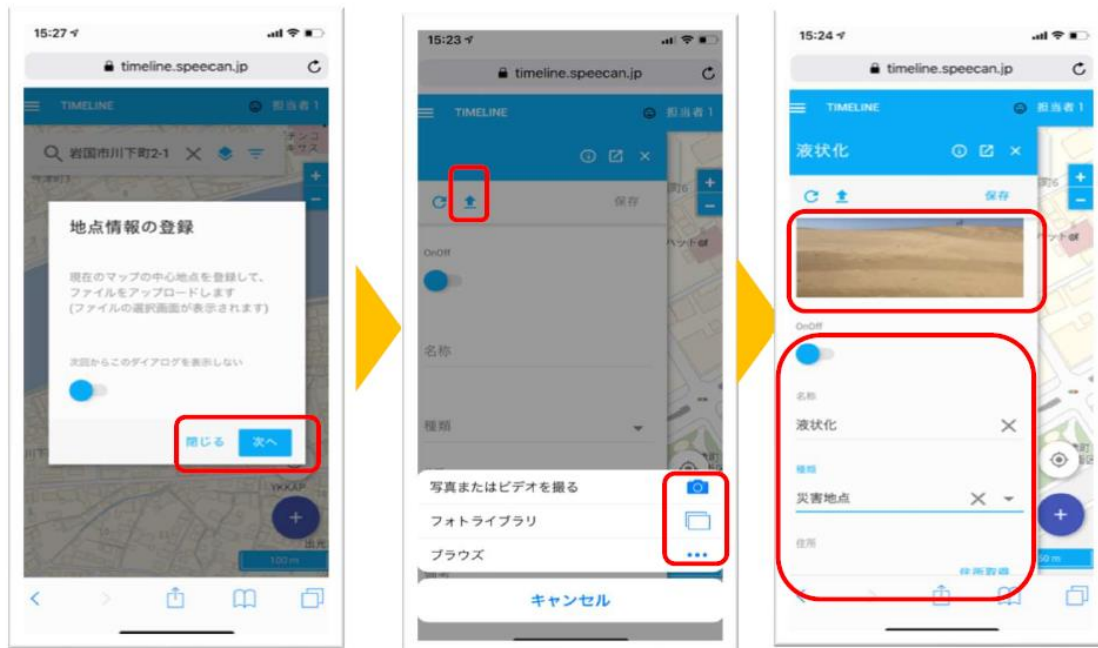 15:27
timeline.speecan.jp
TIMELINE
担当者 1
岩国市川下町2-1
地点情報の登録
現在のマップの中心地点を登録して、
ファイルをアップロードします
(ファイルの選択画面が表示されます)
次回からこのダイアログを表示しない
閉じる
次へ
YKKAP
100 m
15:23
timeline.speecan.jp
TIMELINE
担当者 1
保存
OnOff
名称
種類
写真またはビデオを撮る
フォトライブラリ
ブラウズ
キャンセル
15:24
timeline.speecan.jp
TIMELINE
担当者 1
液状化
保存
OnOff
名称
液状化
種類
災害地点
住所
住所取得
50 m